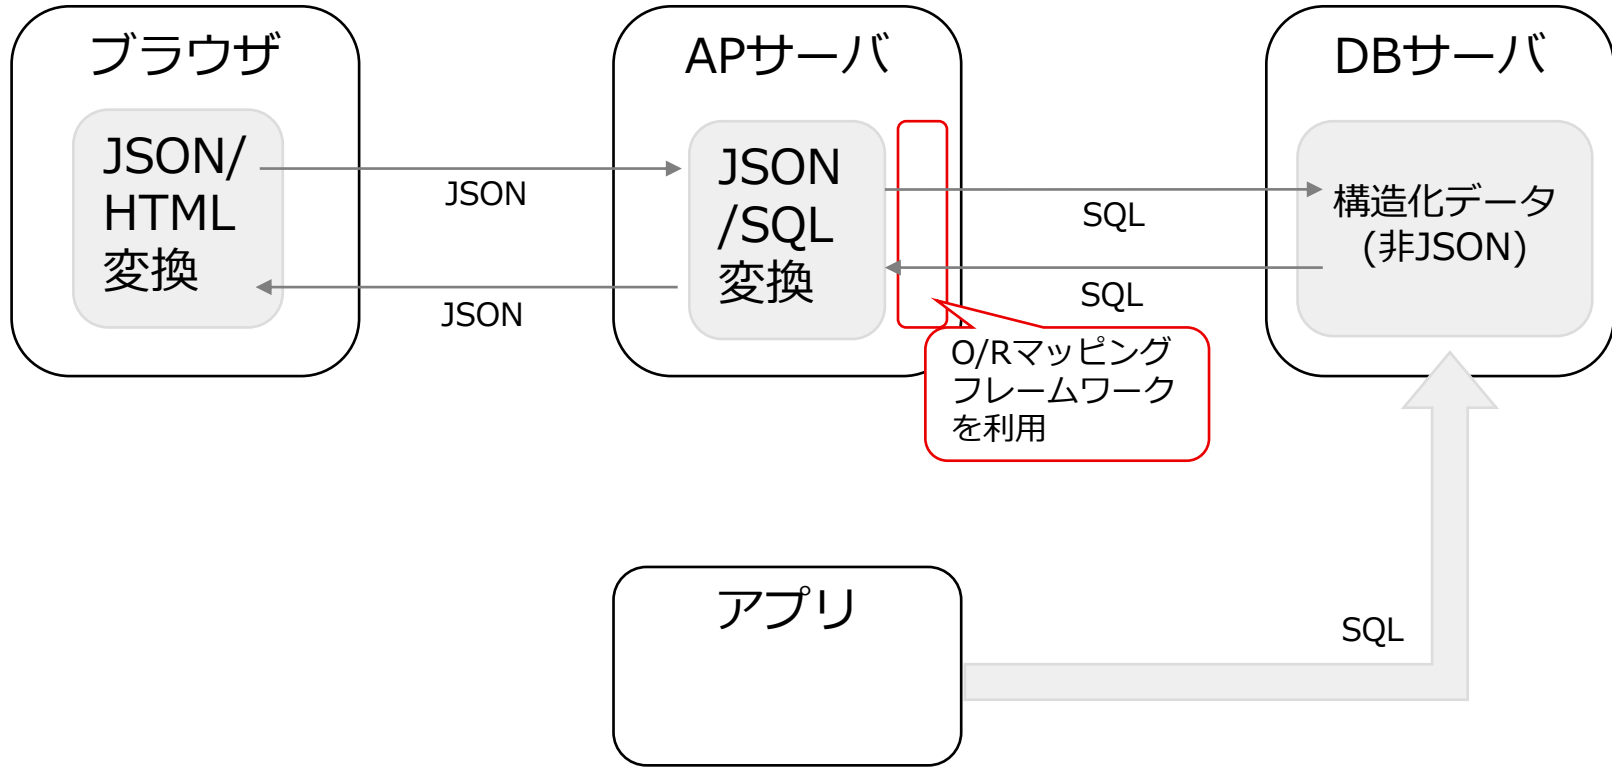 ブラウザ
JSON/
HTML
変換
JSON
JSON
APサーバ
JSON
/SQL
変換
SQL
SQL
O/Rマッピング
フレームワーク
を利用
DBサーバ
構造化データ
(非JSON)
アプリ
SQL